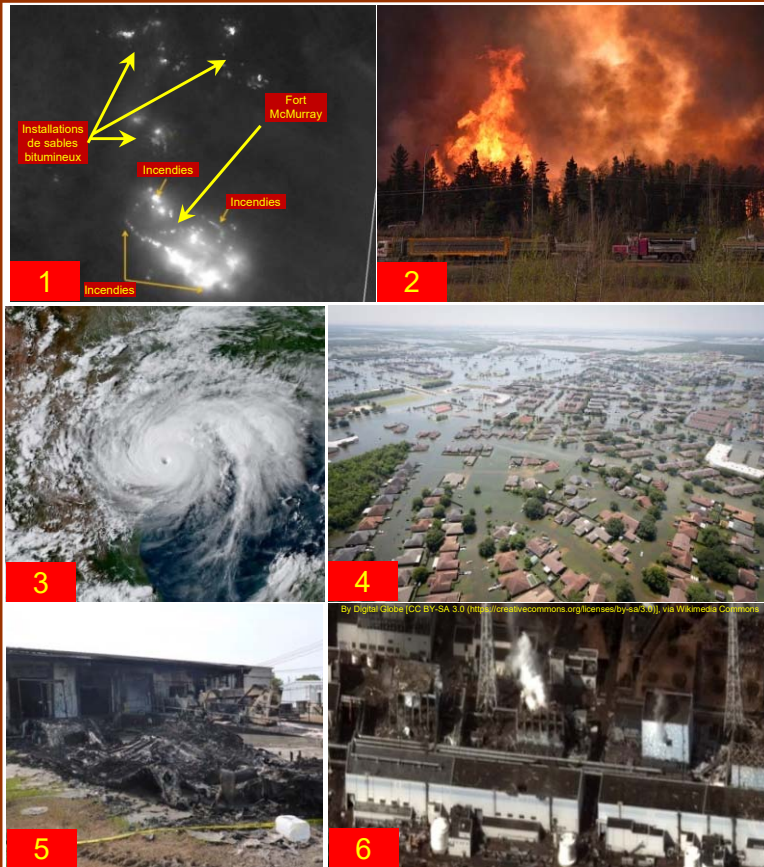 Installations
de sables
bitumineux
Fort
McMurray
Incendies
Incendies
Incendies
1
2
3
4
By Digital Globe [CC BY-SA 3.0 (https://creativecommons.org/licenses/by-sa/3.0)], via Wikimedia Commons
5
6